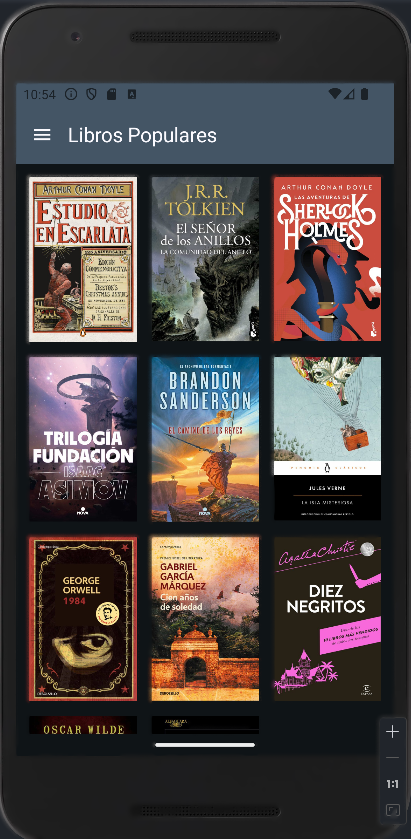 10:54
Libros Populares
ARTHUR CONAN DOYLE
ESTUDIO
EN ESCARLATA
J.R.R.
TOLKIEN
El SEÑOR
de los ANILLOS
LA COMUNIDAD DEL ANILLO
ARTHUR CONAN DOYLE
LAS AVENTURAS DE
SHERLOCK
HOLMES
TRILOGÍA
FUNDACIÓN
ISAAC
ASIMOV
NOVA
BRANDON
SANDERSON
EL CAMINO DE LOS REYES
NOVA
JULES VERNE
LA ISLA MISTERIOSA
GEORGE
ORWELL
1984
GABRIEL
GARCÍA
MÁRQUEZ
Cien años
de soledad
Agatha Christie
DIEZ
NEGRITOS
OSCAR WILDE
ALFAGUARA
1:1